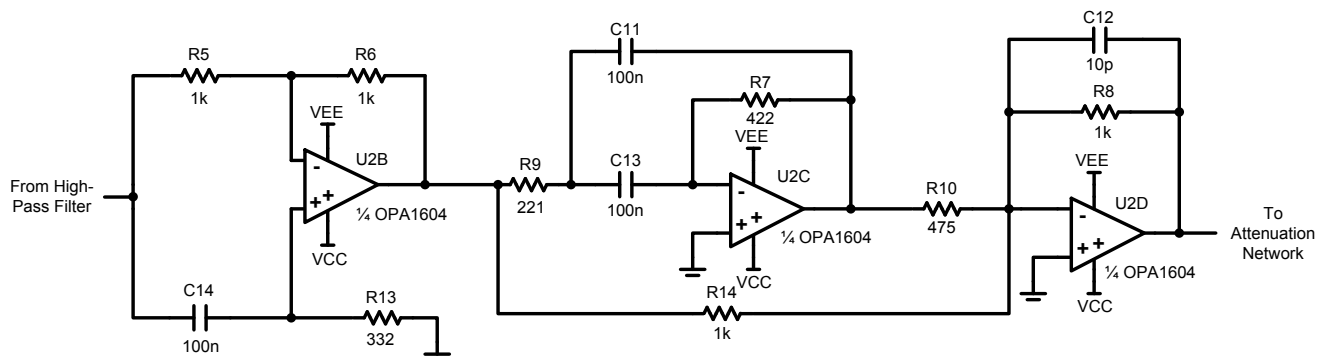 C11
100n
C12
10p
R5
1k
R6
1k
R7
422
R8
1k
VEE
VEE
VEE
U2B
-
+
+
¼ OPA1604
VCC
From High-
Pass Filter
R9
221
C13
100n
U2C
-
+
+
¼ OPA1604
VCC
R10
475
U2D
-
+
+
¼ OPA1604
VCC
To
Attenuation
Network
C14
100n
R13
332
R14
1k